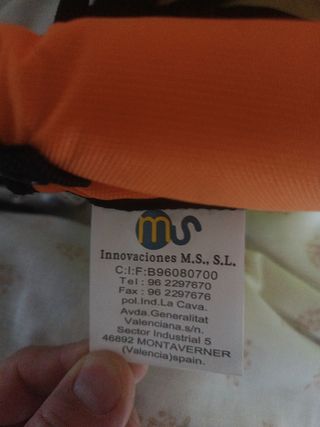 ms
Innovaciones M.S., S.L.
C:I:F:B96080700
Tel: 96 2297670
Fax: 96 2297676
pol.Ind.La Cava.
Avda.Generalitat
Valenciana.s/n.
Sector Industrial 5
46892 MONTAVERNER
(Valencia)spain.